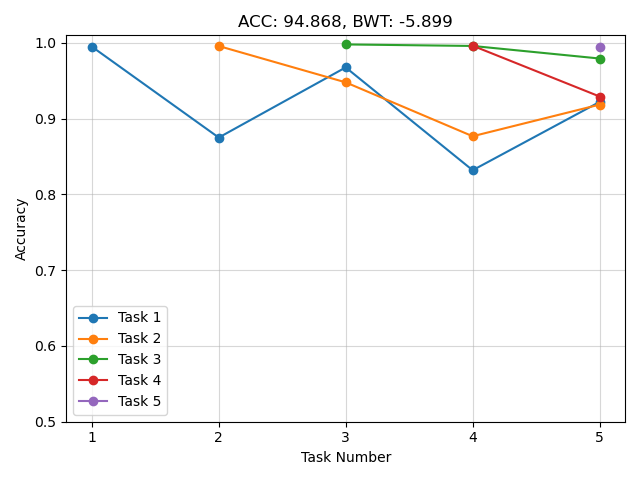 ACC: 94.868, BWT: -5.899
1.0
0.9
0.8
0.7
0.6
0.5
Accuracy
Task 1
Task 2
Task 3
Task 4
Task 5
1 2 3 4 5
Task Number